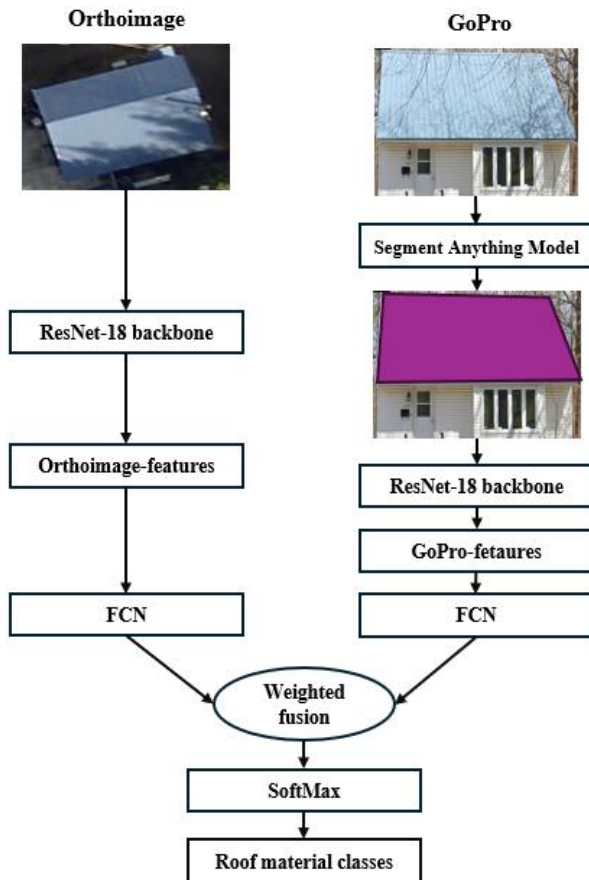 Orthoimage
GoPro
Segment Anything Model
ResNet-18 backbone
Orthoimage-features
ResNet-18 backbone
GoPro-fetaures
FCN
FCN
Weighted
fusion
SoftMax
Roof material classes